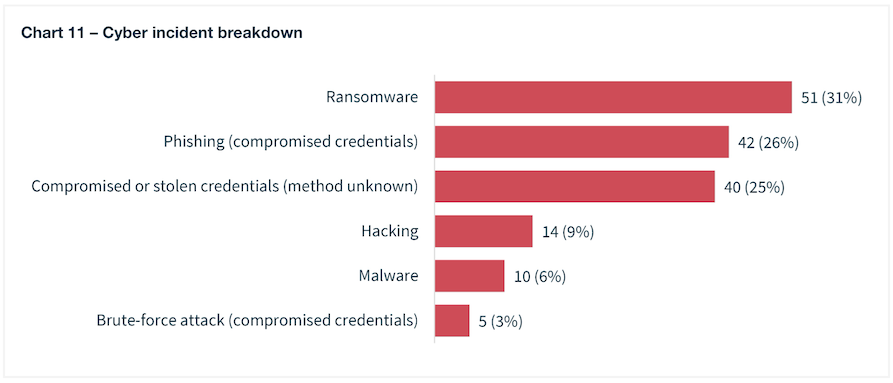 Chart 11 – Cyber incident breakdown
Ransomware 51 (31%)
Phishing (compromised credentials) 42 (26%)
Compromised or stolen credentials (method unknown) 40 (25%)
Hacking 14 (9%)
Malware 10 (6%)
Brute-force attack (compromised credentials) 5 (3%)